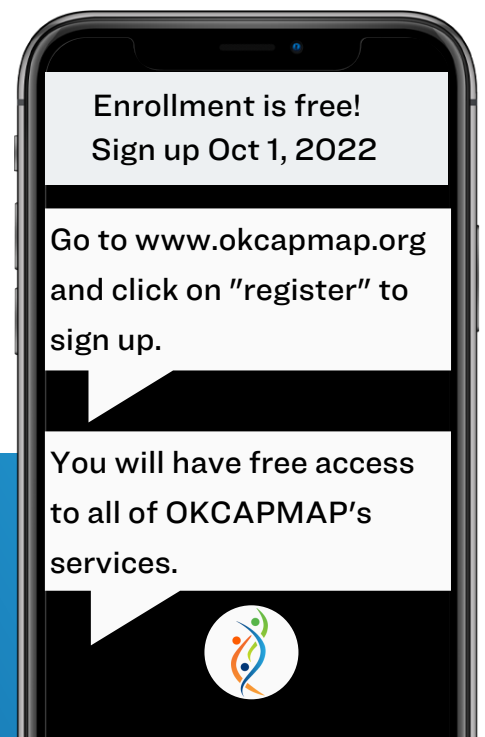 Enrollment is free!
Sign up Oct 1, 2022
Go to www.okcapmap.org
and click on "register" to
sign up.
You will have free access
to all of OKCAPMAP's
services.